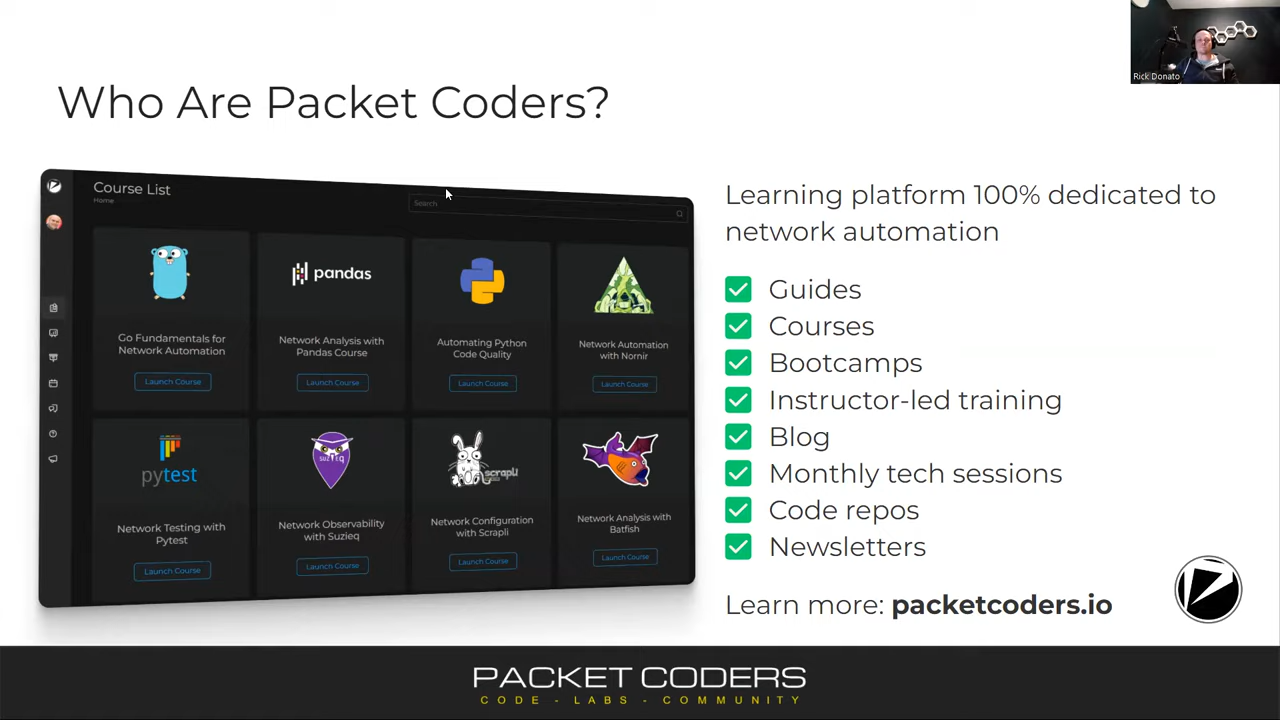 Rick Donato
Who Are Packet Coders?
Course List
Home
Search
pandas
Go Fundamentals for
Network Automation
Launch Course
Network Analysis with
Pandas Course
Launch Course
Automating Python
Code Quality
Launch Course
Network Automation
with Nornir
Launch Course
pytest
Network Testing with
Pytest
Launch Course
suzieq
Network Observability
with Suzieq
Launch Course
scrapli
Network Configuration
with Scrapli
Launch Course
Network Analysis with
Batfish
Launch Course
Learning platform 100% dedicated to
network automation
Guides
Courses
Bootcamps
Instructor-led training
Blog
Monthly tech sessions
Code repos
Newsletters
Learn more: packetcoders.io
PACKET CODERS
CODE - LABS - COMMUNITY